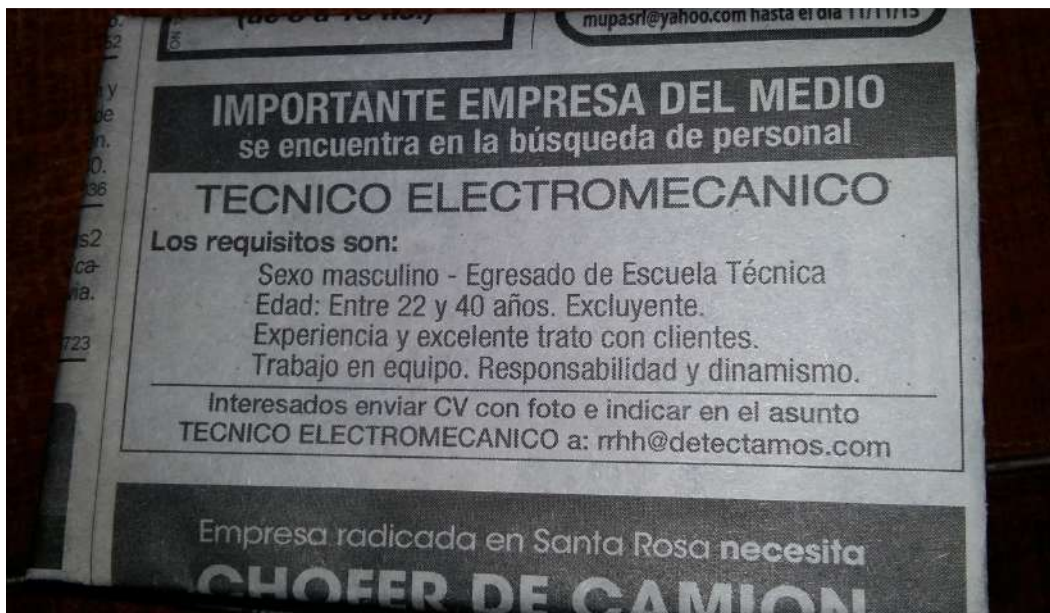 mupasrl@yahoo.com hasta el día 11/11/15
IMPORTANTE EMPRESA DEL MEDIO
se encuentra en la búsqueda de personal
TECNICO ELECTROMECANICO
Los requisitos son:
Sexo masculino - Egresado de Escuela Técnica
Edad: Entre 22 y 40 años. Excluyente.
Experiencia y excelente trato con clientes.
Trabajo en equipo. Responsabilidad y dinamismo.
Interesados enviar CV con foto e indicar en el asunto
TECNICO ELECTROMECANICO a: rrhh@detectamos.com
Empresa radicada en Santa Rosa necesita
CHOFER DE CAMION